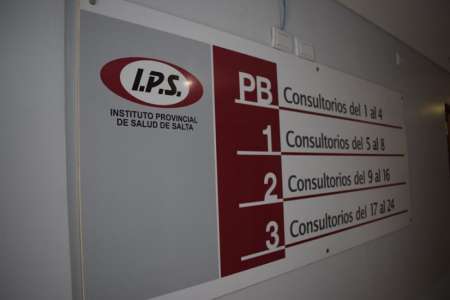 I.P.S.
INSTITUTO PROVINCIAL
DE SALUD DE SALTA
PB Consultorios del 1 al 4
1 Consultorios del 5 al 8
2 Consultorios del 9 al 16
3 Consultorios del 17 al 24